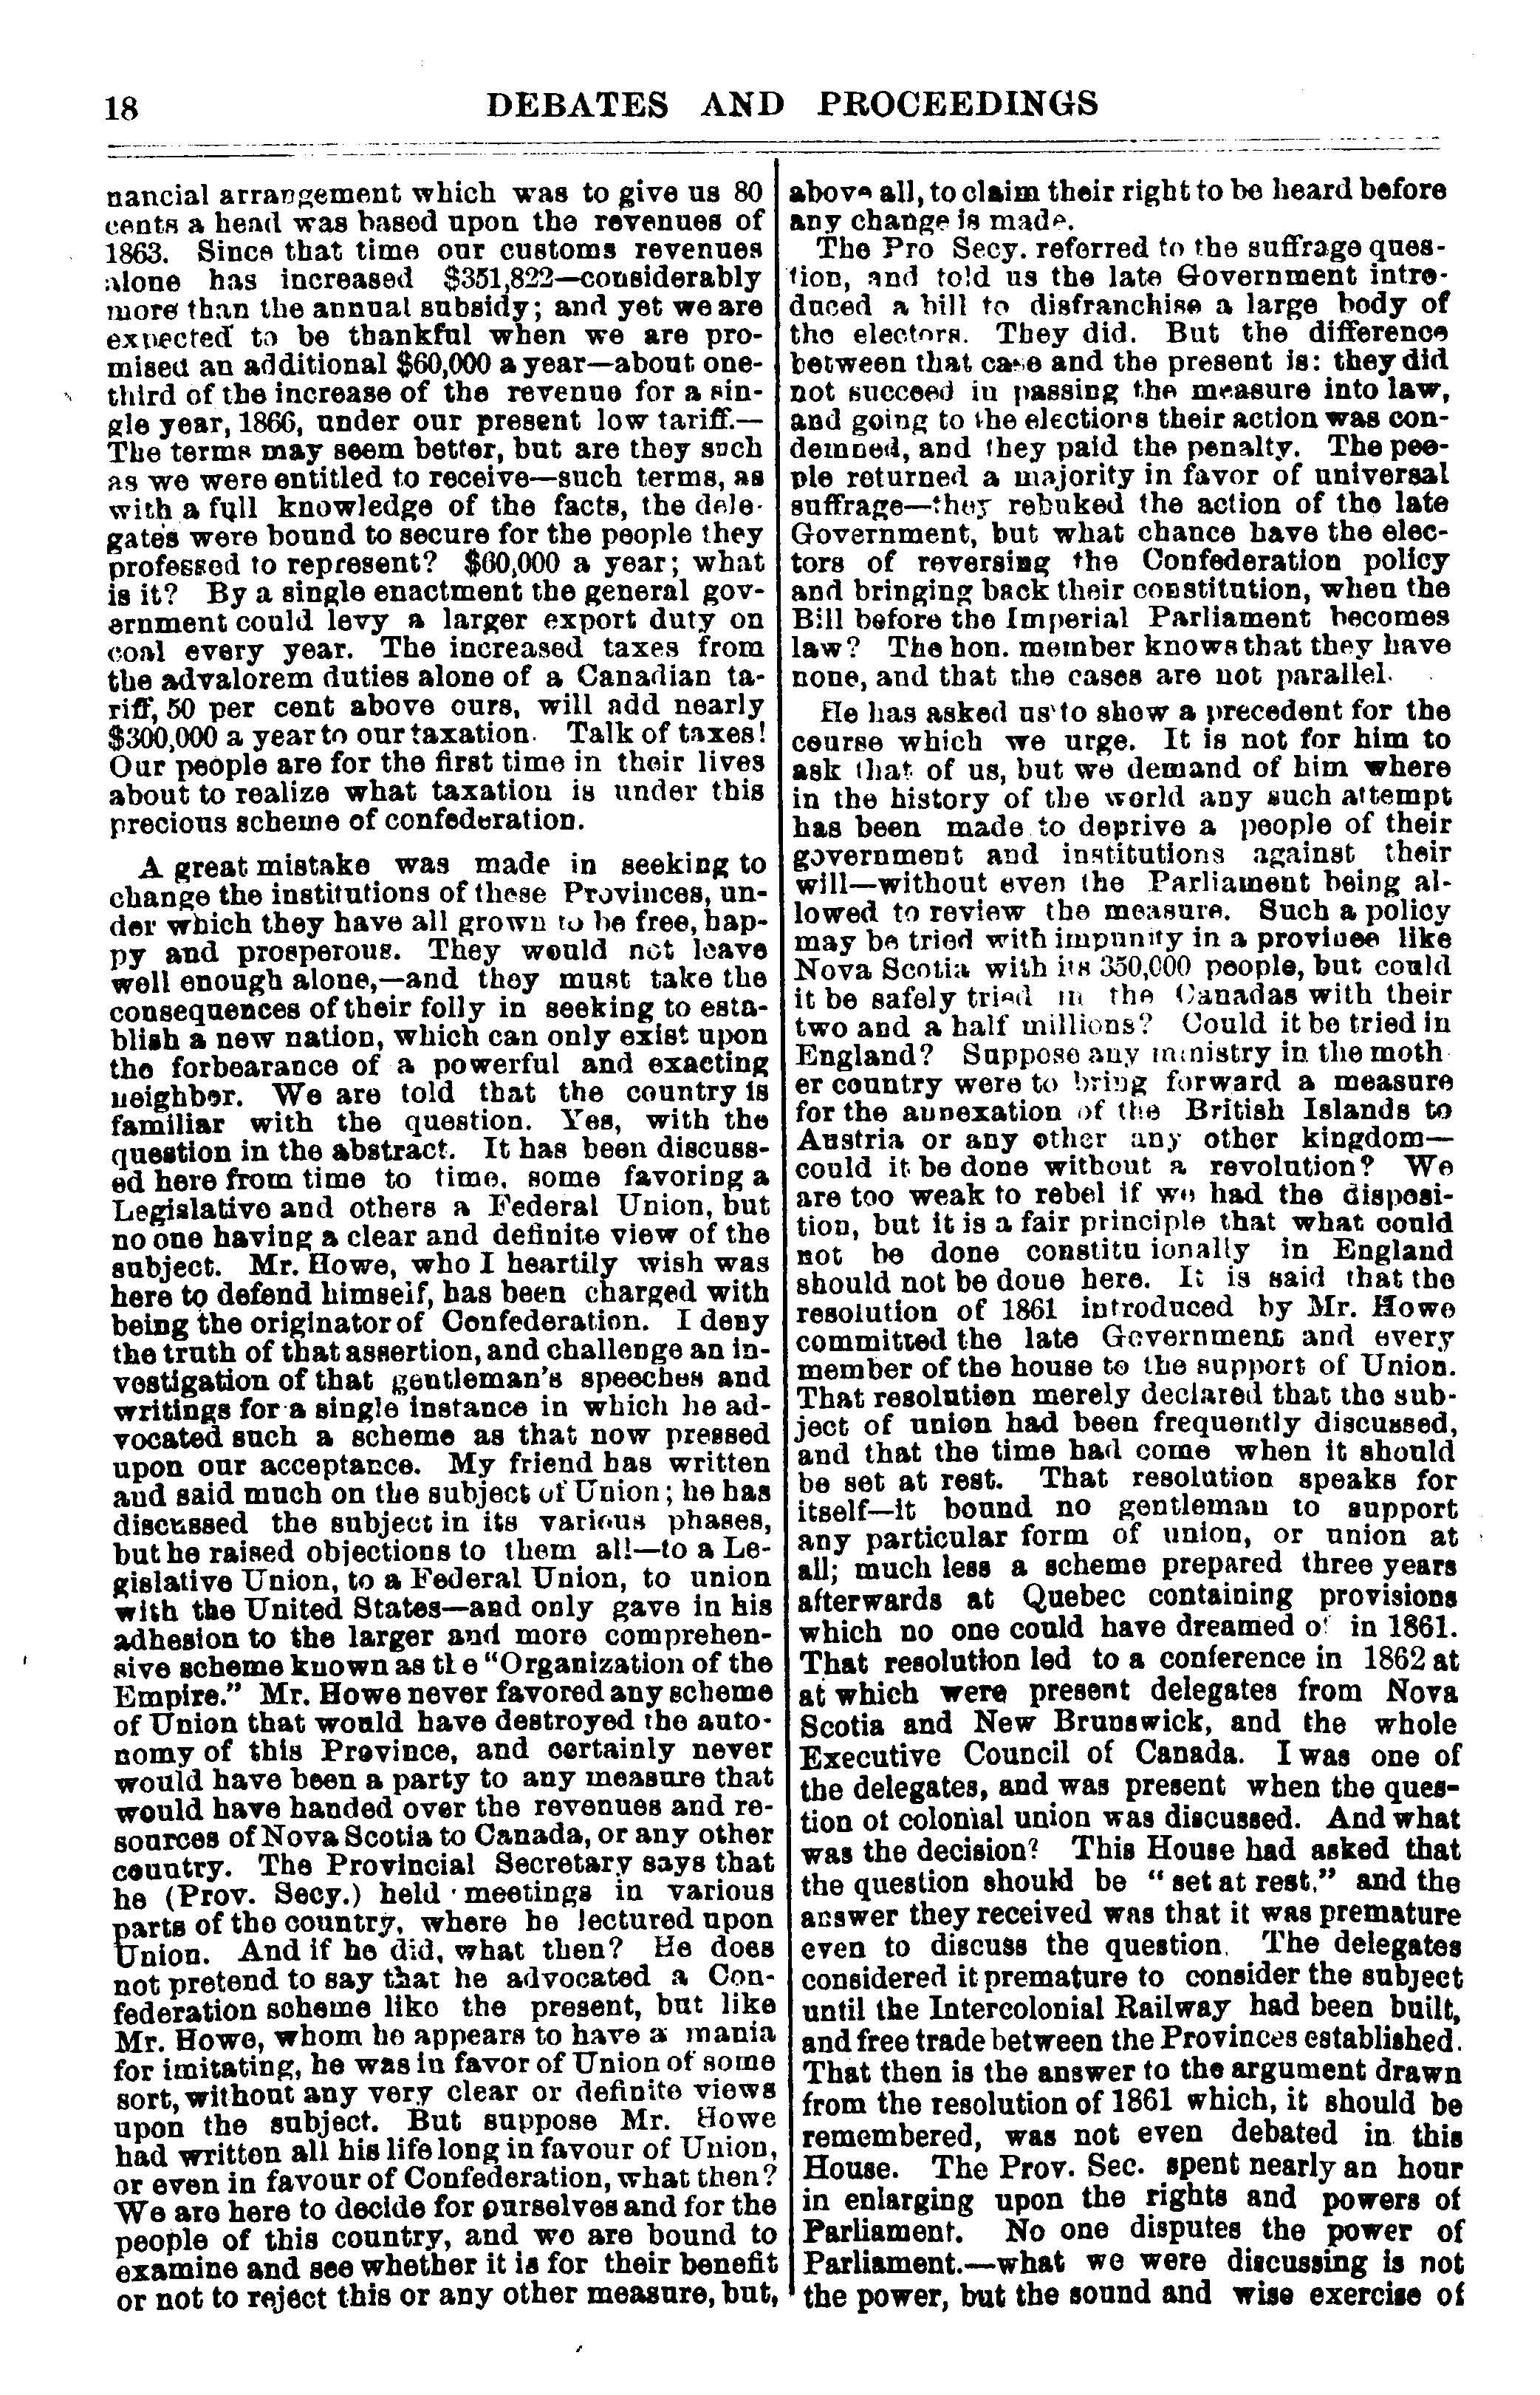 18
DEBATES AND PROCEEDINGS
nancial arrangement which was to give us 80
cents a head was based upon the revenues of
1863. Since that time our customs revenues
alone has increased $351,822—considerably
more than the annual subsidy; and yet we are
expected to be thankful when we are pro-
mised an additional $60,000 a year—about one-
third of the increase of the revenue for a sin-
gle year, 1866, under our present low tariff.—
The terms may seem better, but are they such
as we were entitled to receive—such terms, as
with a full knowledge of the facts, the dele-
gates were bound to secure for the people they
professed to represent? $60,000 a year; what
is it? By a single enactment the general gov-
ernment could levy a larger export duty on
coal every year. The increased taxes from
the advalorem duties alone of a Canadian ta-
riff, 50 per cent above ours, will add nearly
$300,000 a year to our taxation. Talk of taxes!
Our people are for the first time in their lives
about to realize what taxation is under this
precious scheme of confederation.
A great mistake was made in seeking to
change the institutions of these Provinces, un-
der which they have all grown to be free, hap-
py and prosperous. They would not leave
well enough alone,—and they must take the
consequences of their folly in seeking to esta-
blish a new nation, which can only exist upon
the forbearance of a powerful and exacting
neighbor. We are told that the country is
familiar with the question. Yes, with the
question in the abstract. It has been discuss-
ed here from time to time, some favoring a
Legislative and others a Federal Union, but
no one having a clear and definite view of the
subject. Mr. Howe, who I heartily wish was
here to defend himself, has been charged with
being the originator of Confederation. I deny
the truth of that assertion, and challenge an in-
vestigation of that gentleman's speeches and
writings for a single instance in which he ad-
vocated such a scheme as that now pressed
upon our acceptance. My friend has written
and said much on the subject of Union; he has
discussed the subject in its various phases,
but he raised objections to them all—to a Le-
gislative Union, to a Federal Union, to union
with the United States—and only gave in his
adhesion to the larger and more comprehen-
sive scheme known as the "Organization of the
Empire." Mr. Howe never favored any scheme
of Union that would have destroyed the auto-
nomy of this Province, and certainly never
would have been a party to any measure that
would have handed over the revenues and re-
sources of Nova Scotia to Canada, or any other
country. The Provincial Secretary says that
he (Prov. Secy.) held meetings in various
parts of the country, where he lectured upon
Union. And if he did, what then? He does
not pretend to say that he advocated a Con-
federation scheme like the present, but like
Mr. Howe, whom he appears to have a mania
for imitating, he was in favor of Union of some
sort, without any very clear or definite views
upon the subject. But suppose Mr. Howe
had written all his life long in favour of Union,
or even in favour of Confederation, what then?
We are here to decide for ourselves and for the
people of this country, and we are bound to
examine and see whether it is for their benefit
or not to reject this or any other measure, but,
above all, to claim their right to be heard before
any change is made.
The Pro Secy. referred to the suffrage ques-
tion, and told us the late Government intro-
duced a bill to disfranchise a large body of
the electors. They did. But the difference
between that case and the present is: they did
not succeed in passing the measure into law,
and going to the elections their action was con-
demned, and they paid the penalty. The peo-
ple returned a majority in favor of universal
suffrage—they rebuked the action of the late
Government, but what chance have the elec-
tors of reversing the Confederation policy
and bringing back their constitution, when the
Bill before the Imperial Parliament becomes
law? The hon. member knows that they have
none, and that the cases are not parallel.
He has asked us to show a precedent for the
course which we urge. It is not for him to
ask that of us, but we demand of him where
in the history of the world any such attempt
has been made to deprive a people of their
government and institutions against their
will—without even the Parliament being al-
lowed to review the measure. Such a policy
may be tried with impunity in a province like
Nova Scotia with its 350,000 people, but could
it be safely tried in the Canadas with their
two and a half millions? Could it be tried in
England? Suppose any ministry in the moth
er country were to bring forward a measure
for the annexation of the British Islands to
Austria or any other any other kingdom—
could it be done without a revolution? We
are too weak to rebel if we had the disposi-
tion, but it is a fair principle that what could
not be done constitu ionally in England
should not be done here. It is said that the
resolution of 1861 introduced by Mr. Howe
committed the late Government and every
member of the house to the support of Union.
That resolution merely declared that the sub-
ject of union had been frequently discussed,
and that the time had come when it should
be set at rest. That resolution speaks for
itself—it bound no gentleman to support
any particular form of union, or union at
all; much less a scheme prepared three years
afterwards at Quebec containing provisions
which no one could have dreamed of in 1861.
That resolution led to a conference in 1862 at
at which were present delegates from Nova
Scotia and New Brunswick, and the whole
Executive Council of Canada. I was one of
the delegates, and was present when the ques-
tion of colonial union was discussed. And what
was the decision? This House had asked that
the question should be "set at rest," and the
answer they received was that it was premature
even to discuss the question. The delegates
considered it premature to consider the subject
until the Intercolonial Railway had been built,
and free trade between the Provinces established.
That then is the answer to the argument drawn
from the resolution of 1861 which, it should be
remembered, was not even debated in this
House. The Prov. Sec. spent nearly an hour
in enlarging upon the rights and powers of
Parliament. No one disputes the power of
Parliament.—what we were discussing is not
the power, but the sound and wise exercise of